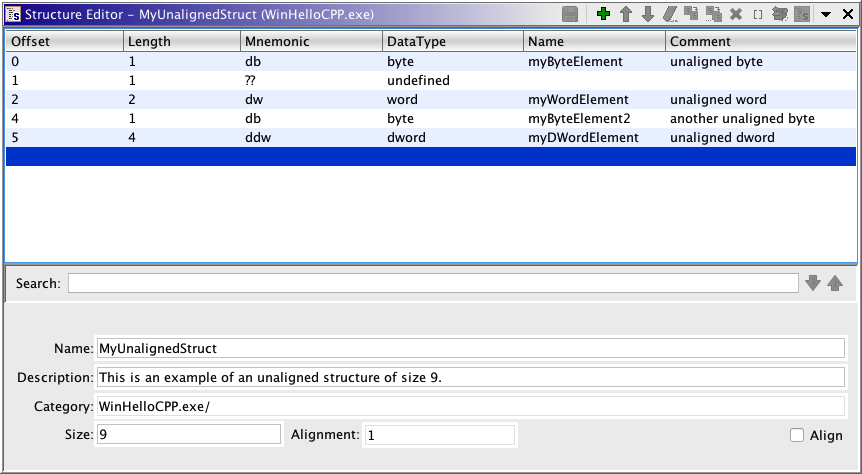 Structure Editor – MyUnalignedStruct (WinHelloCPP.exe)
Offset Length Mnemonic DataType Name Comment
0 1 db byte myByteElement unaligned byte
1 1 ?? undefined
2 2 dw word myWordElement unaligned word
4 1 db byte myByteElement2 another unaligned byte
5 4 ddw dword myDWordElement unaligned dword
Search:
Name: MyUnalignedStruct
Description: This is an example of an unaligned structure of size 9.
Category: WinHelloCPP.exe/
Size: 9 Alignment: 1 Align